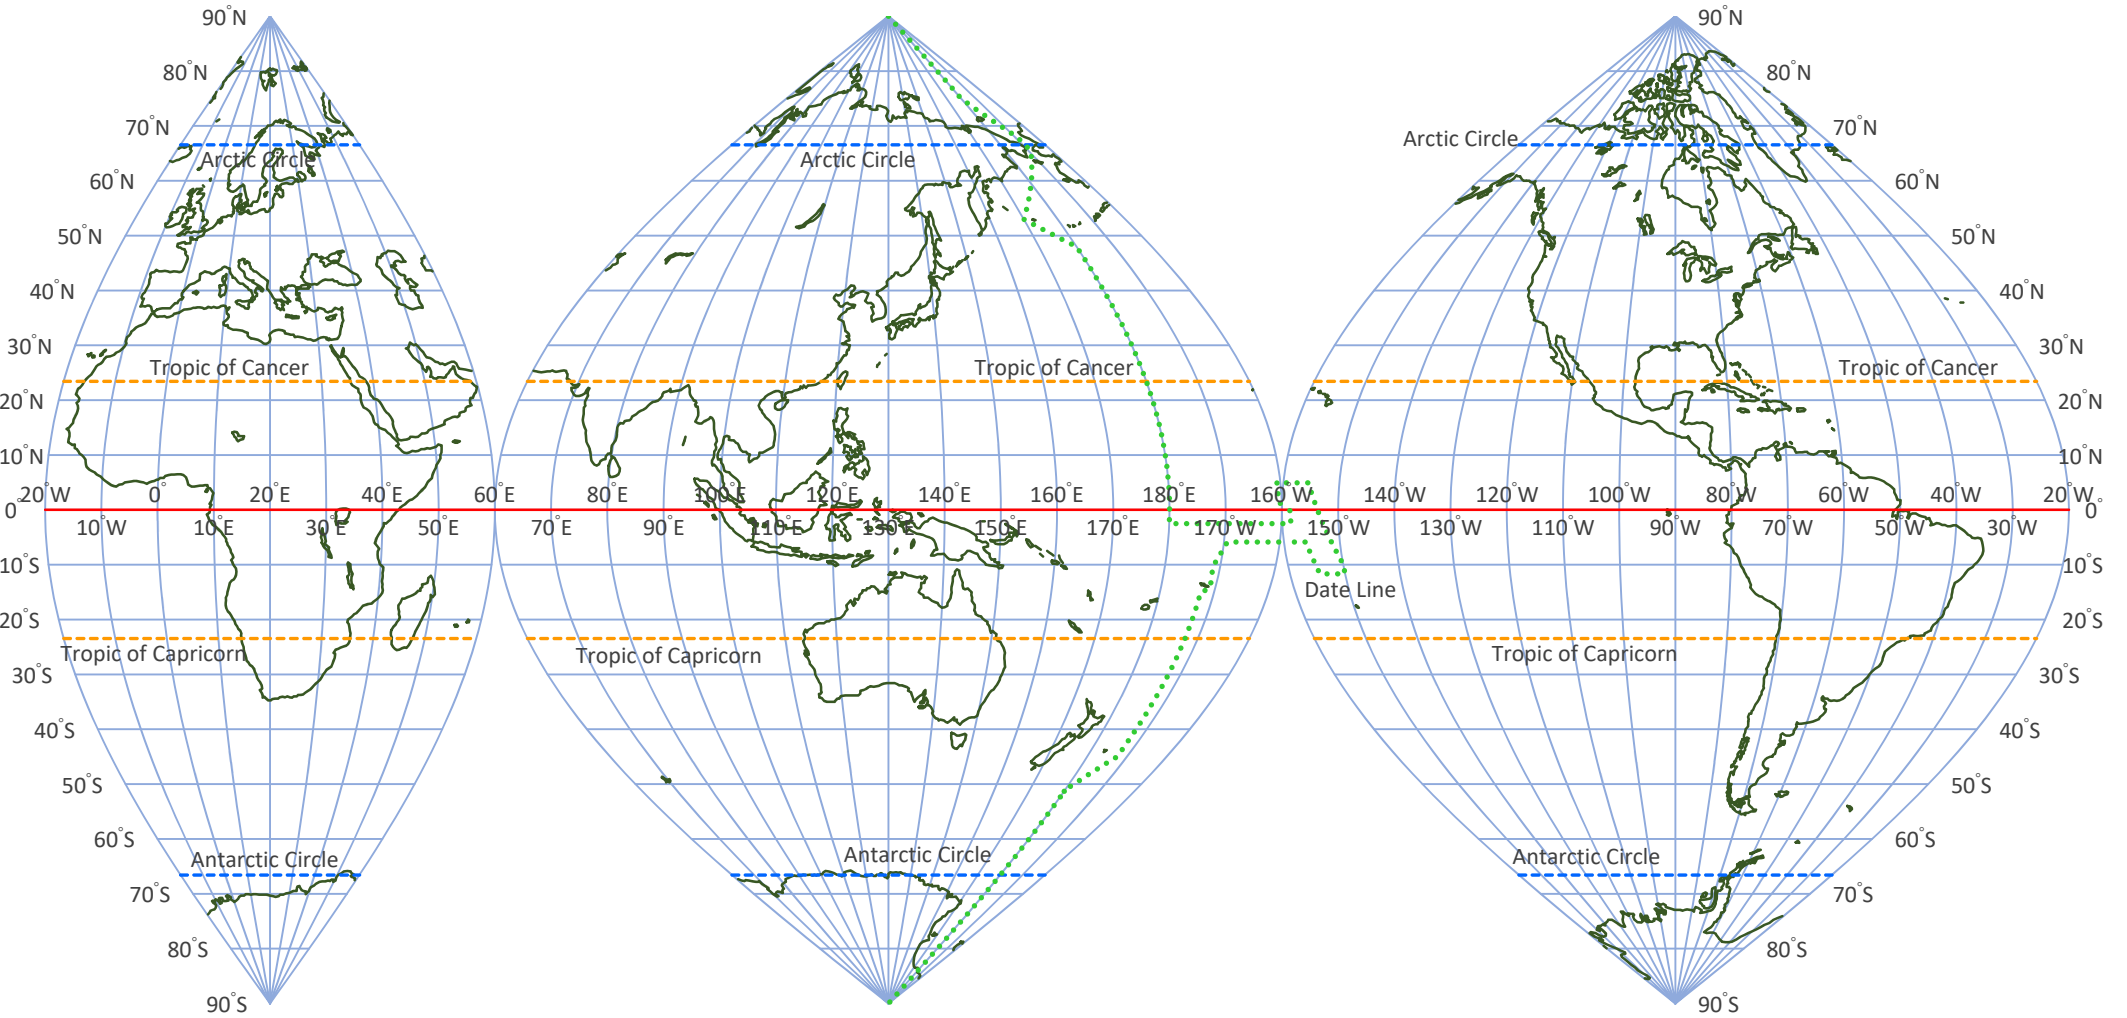 90°N 90°N
80°N 80°N
70°N 70°N
Arctic Circle Arctic Circle Arctic Circle
60°N 60°N
50°N 50°N
40°N 40°N
30°N 30°N
Tropic of Cancer Tropic of Cancer Tropic of Cancer
20°N 20°N
10°N 10°N
20°W 0° 20°E 40°E 60°E 80°E 100°E 120°E 140°E 160°E 180° 160°W 140°W 120°W 100°W 80°W 60°W 40°W 20°W
0° 0°
10°W 10°E 30°E 50°E 70°E 90°E 110°E 130°E 150°E 170°E 170°W 150°W 130°W 110°W 90°W 70°W 50°W 30°W
10°S 10°S
Date Line
20°S 20°S
Tropic of Capricorn Tropic of Capricorn Tropic of Capricorn
30°S 30°S
40°S 40°S
50°S 50°S
60°S 60°S
Antarctic Circle Antarctic Circle Antarctic Circle
70°S 70°S
80°S 80°S
90°S 90°S